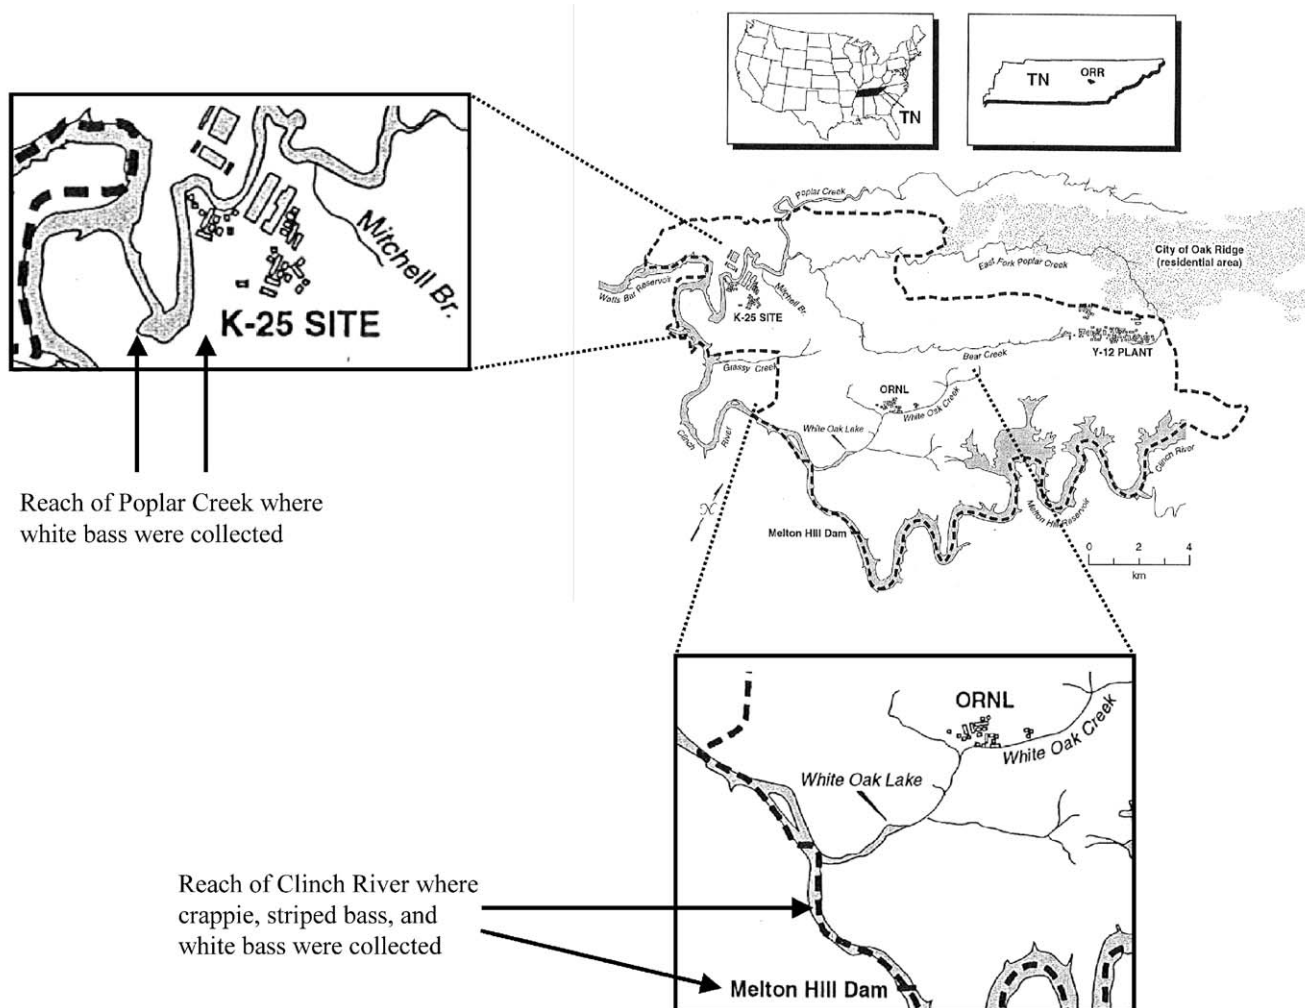 TN
TN
ORR
Mitchell Br.
K-25 SITE
Reach of Poplar Creek where
white bass were collected
Poplar Creek
City of Oak Ridge
(residential area)
East Fork Poplar Creek
Watts Bar Reservoir
Mitchell Br.
K-25 SITE
Y-12 PLANT
Bear Creek
Grassy Creek
ORNL
White Oak Creek
White Oak Lake
Clinch
River
Clinch River
Melton Hill Reservoir
N
Melton Hill Dam
0 2 4
km
ORNL
White Oak Creek
White Oak Lake
Reach of Clinch River where
crappie, striped bass, and
white bass were collected
Melton Hill Dam